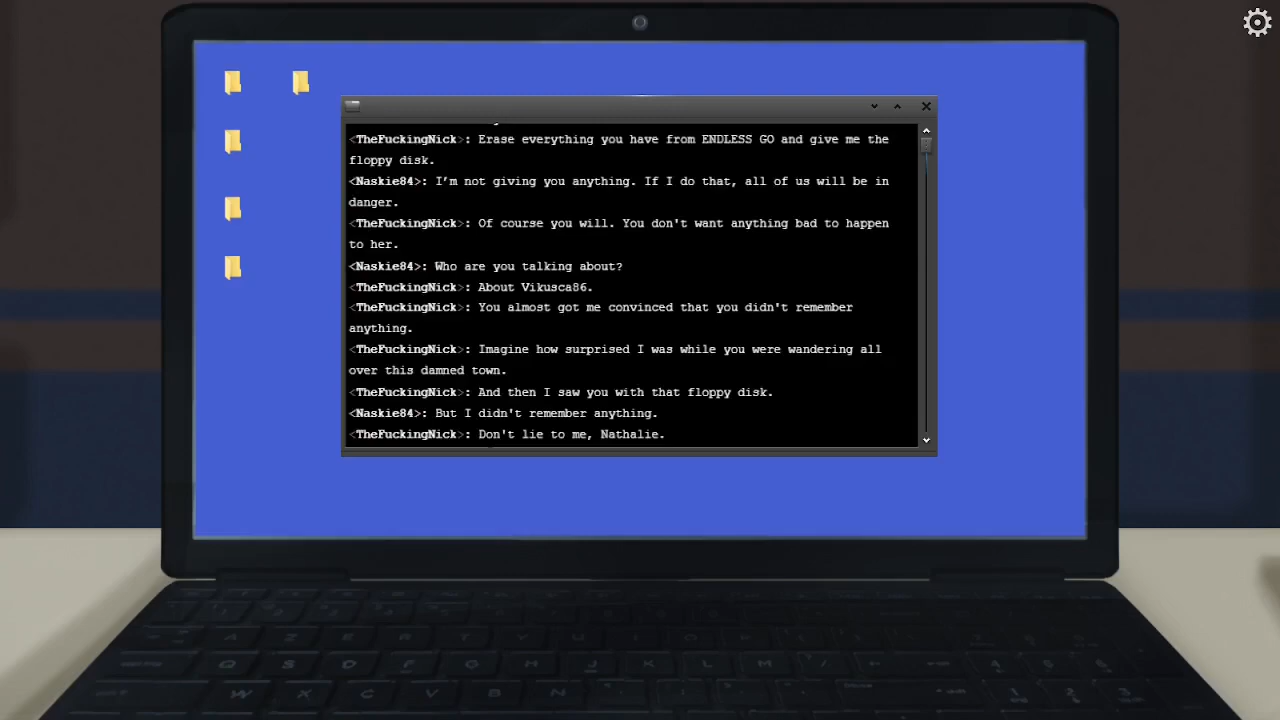 <TheFuckingNick>: Erase everything you have from ENDLESS GO and give me the
floppy disk.
<Naskie84>: I’m not giving you anything. If I do that, all of us will be in
danger.
<TheFuckingNick>: Of course you will. You don't want anything bad to happen
to her.
<Naskie84>: Who are you talking about?
<TheFuckingNick>: About Vikusca86.
<TheFuckingNick>: You almost got me convinced that you didn't remember
anything.
<TheFuckingNick>: Imagine how surprised I was while you were wandering all
over this damned town.
<TheFuckingNick>: And then I saw you with that floppy disk.
<Naskie84>: But I didn't remember anything.
<TheFuckingNick>: Don't lie to me, Nathalie.
A Z E R T Y U
Q S D F G H J K L M
W X C V B N